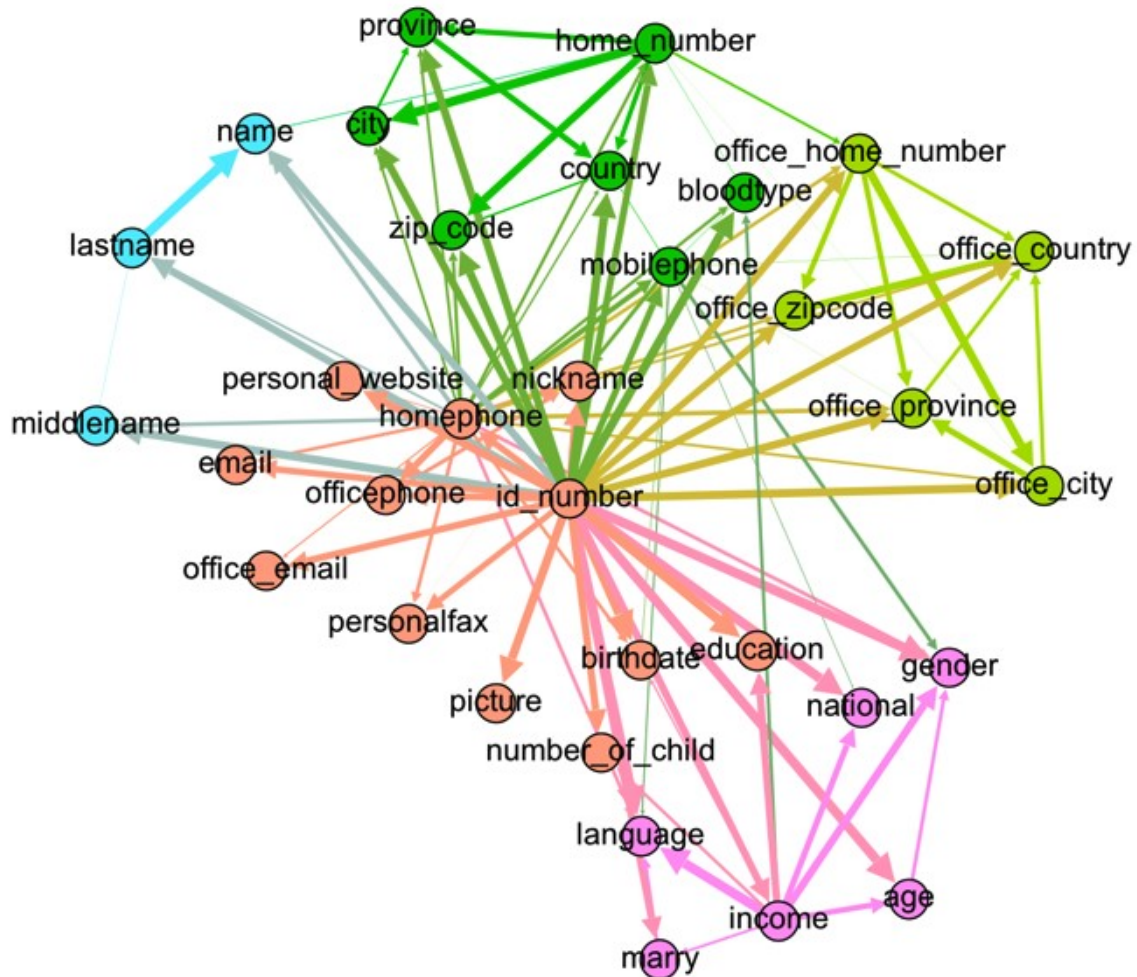 province
home_number
name
city
office_home_number
country
bloodtype
zip_code
lastname
mobilephone
office_country
office_zipcode
personal_website
nickname
homephone
office_province
middlename
email
officephone
id_number
office_city
office_email
personalfax
birthdate
education
gender
picture
national
number_of_child
language
age
income
marry